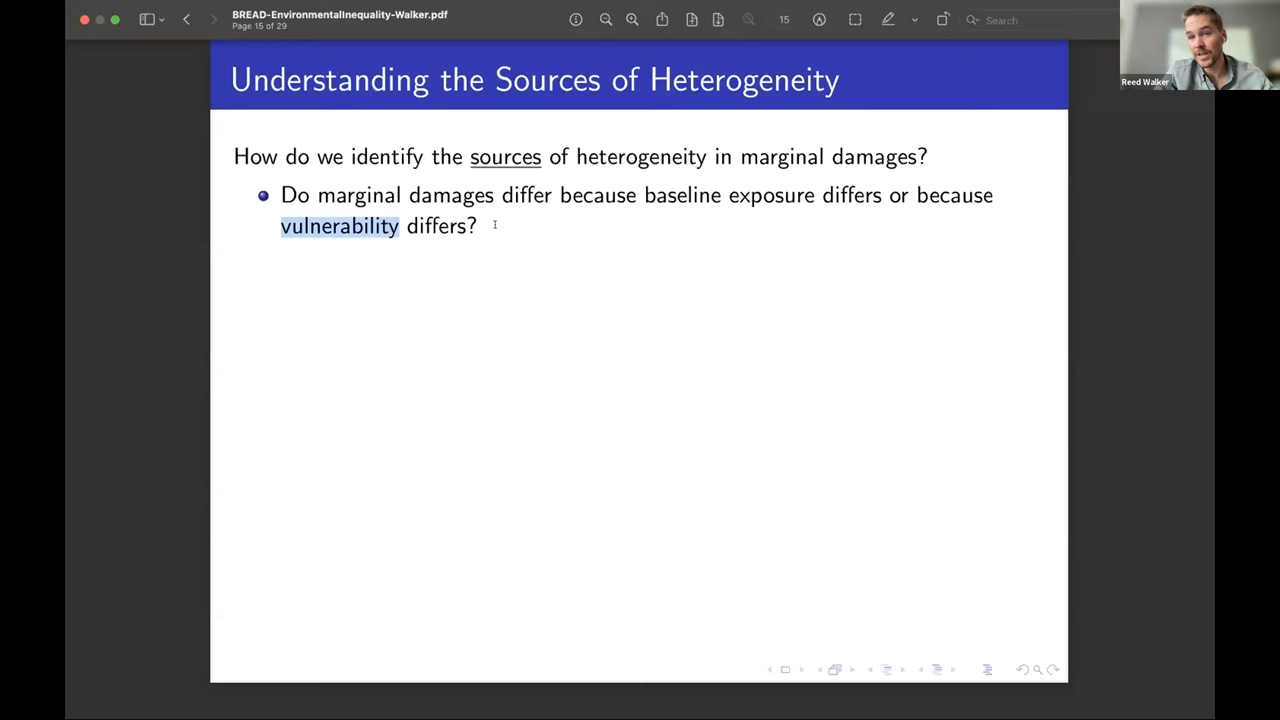 BREAD-EnvironmentalInequality-Walker.pdf
Page 15 of 29
15
Search
Reed Walker
Understanding the Sources of Heterogeneity
How do we identify the sources of heterogeneity in marginal damages?
Do marginal damages differ because baseline exposure differs or because
vulnerability differs?